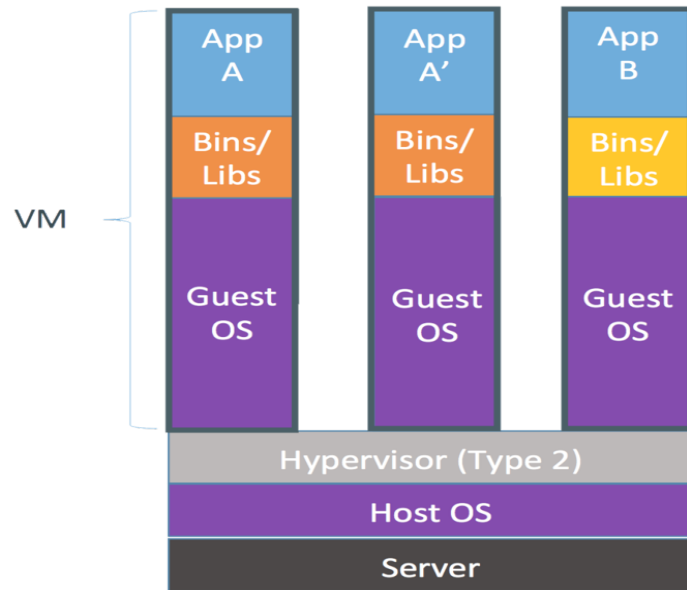 App
A
App
A’
App
B
Bins/
Libs
Bins/
Libs
Bins/
Libs
VM
Guest
OS
Guest
OS
Guest
OS
Hypervisor (Type 2)
Host OS
Server